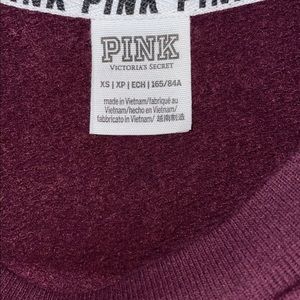 PINK PINK PINK
PINK
VICTORIA'S SECRET
XS | XP | ECH | 165/84A
made in Vietnam/fabriqué au
Vietnam/hecho en Vietnam/
fabbricato in Vietnam/ 越南制造